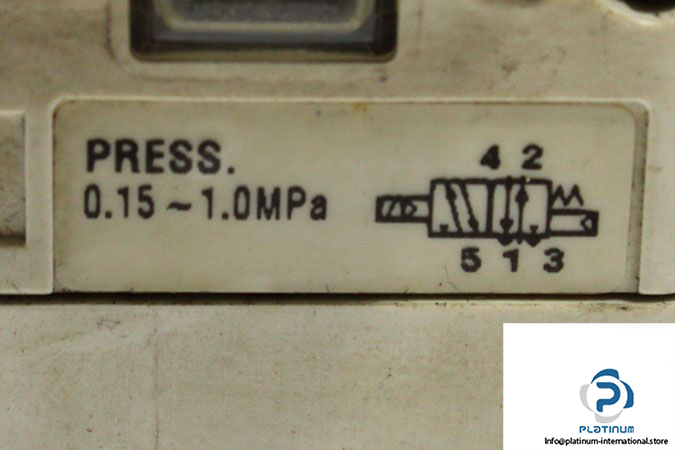 PRESS.
0.15 ~ 1.0MPa
4 2
5 1 3
P
PLATINUM
Info@platinum-international.store